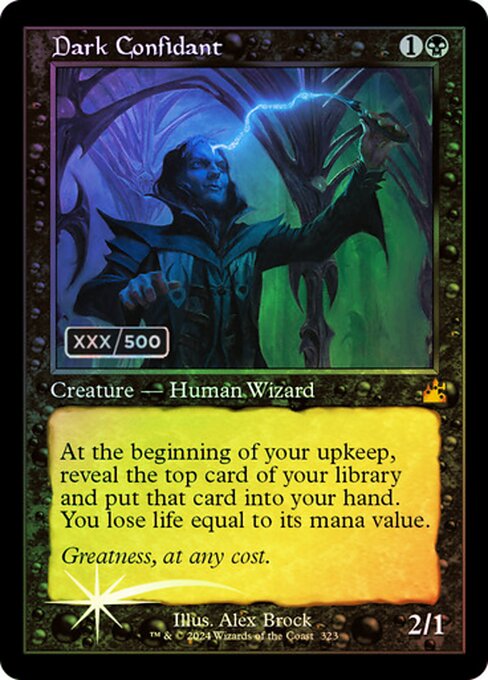 Dark Confidant 1
XXX/500
Creature — Human Wizard
At the beginning of your upkeep,
reveal the top card of your library
and put that card into your hand.
You lose life equal to its mana value.
Greatness, at any cost.
Illus. Alex Brock
™ & © 2024 Wizards of the Coast 323
2/1